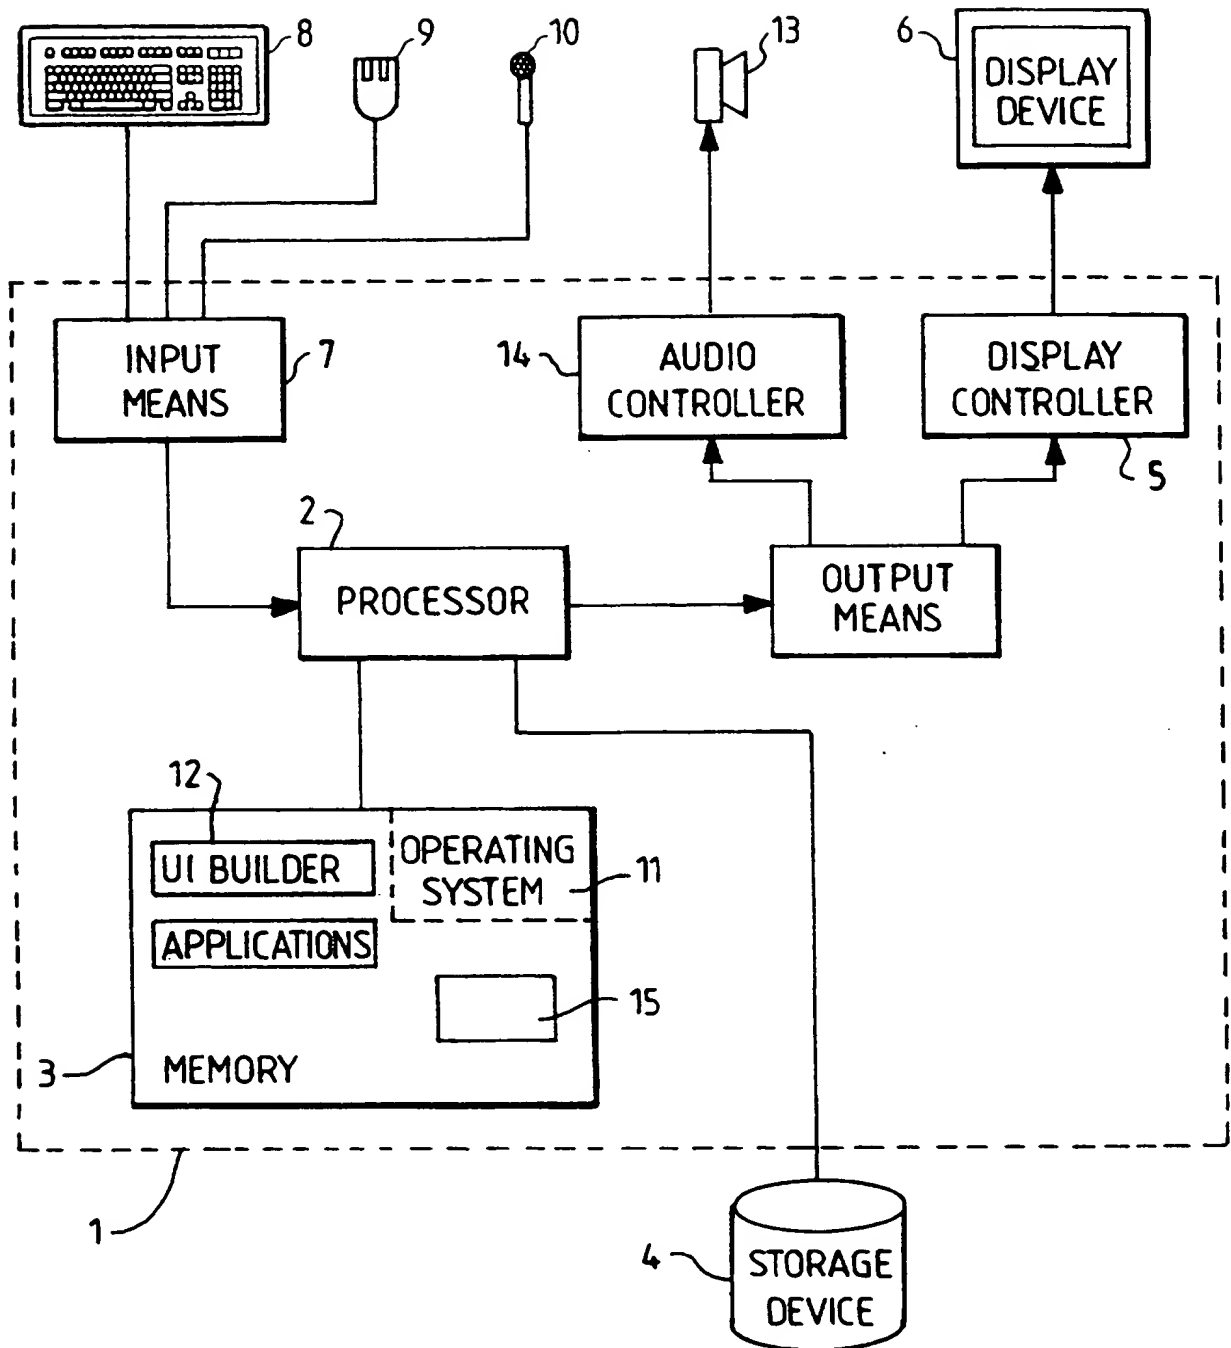 8
9
10
13
6
DISPLAY
DEVICE
INPUT
MEANS
7
14
AUDIO
CONTROLLER
DISPLAY
CONTROLLER
5
2
PROCESSOR
OUTPUT
MEANS
12
UI BUILDER
OPERATING
SYSTEM
11
APPLICATIONS
15
3
MEMORY
1
4
STORAGE
DEVICE